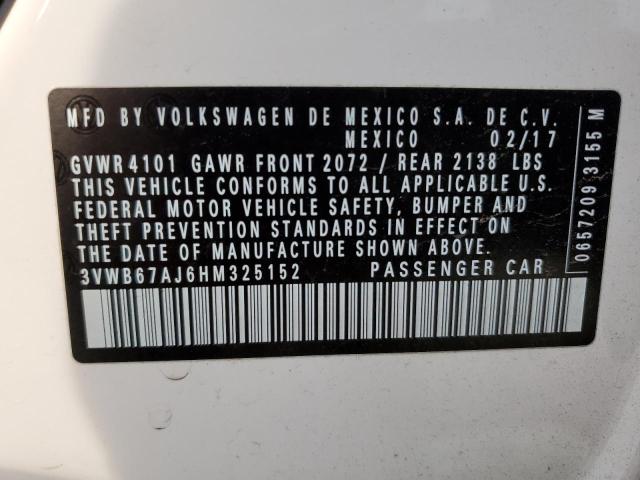 MFD BY VOLKSWAGEN DE MEXICO S.A. DE C.V.
MEXICO 02/17
GVWR 4101 GAWR FRONT 2072 / REAR 2138 LBS
THIS VEHICLE CONFORMS TO ALL APPLICABLE U.S.
FEDERAL MOTOR VEHICLE SAFETY, BUMPER AND
THEFT PREVENTION STANDARDS IN EFFECT ON
THE DATE OF MANUFACTURE SHOWN ABOVE.
3VWB67AJ6HM325152 PASSENGER CAR
0657209 3155 M